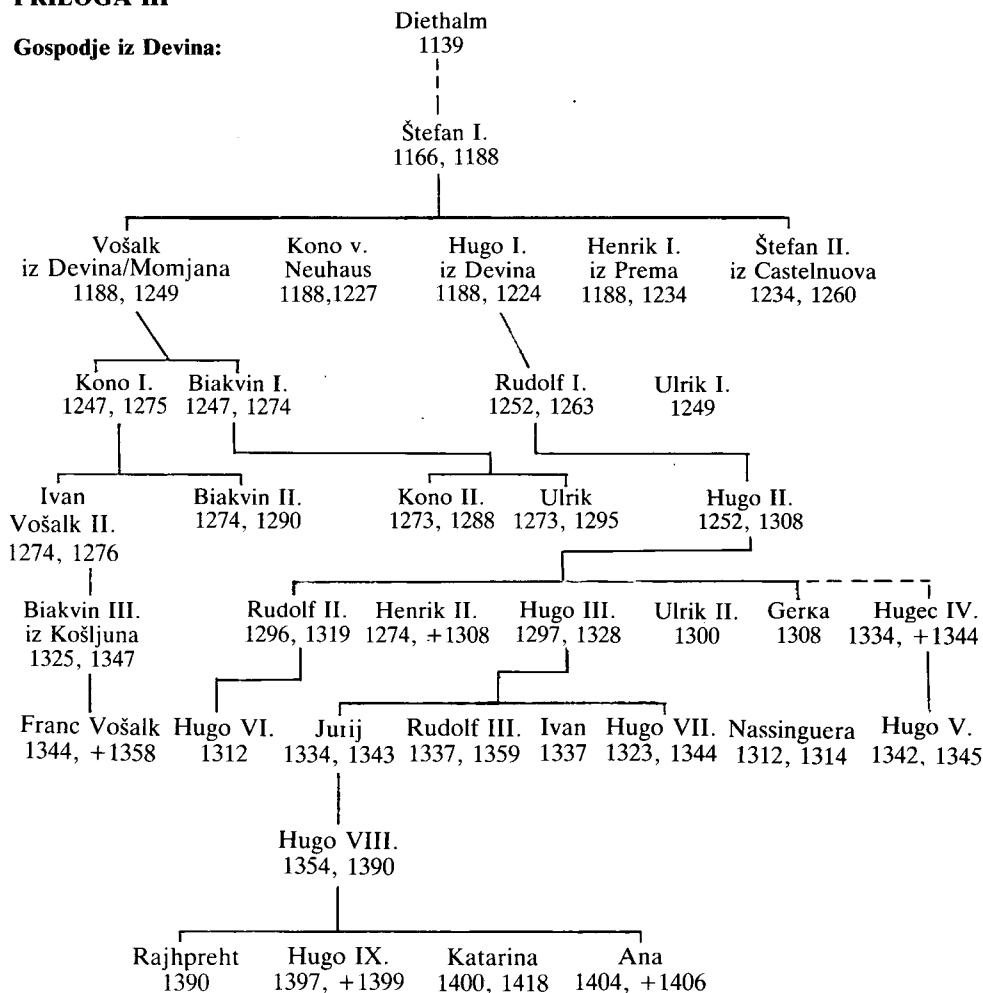 PRILOGA III
Gospodje iz Devina:
Diethalm
1139
Štefan I.
1166, 1188
Vošalk
iz Devina/Momjana
1188, 1249
Kono v.
Neuhaus
1188,1227
Hugo I.
iz Devina
1188, 1224
Henrik I.
iz Prema
1188, 1234
Štefan II.
iz Castelnuova
1234, 1260
Kono I.
1247, 1275
Biakvin I.
1247, 1274
Rudolf I.
1252, 1263
Ulrik I.
1249
Ivan
Vošalk II.
1274, 1276
Biakvin II.
1274, 1290
Kono II.
1273, 1288
Ulrik
1273, 1295
Hugo II.
1252, 1308
Biakvin III.
iz Košljuna
1325, 1347
Rudolf II.
1296, 1319
Henrik II.
1274, +1308
Hugo III.
1297, 1328
Ulrik II.
1300
Gerka
1308
Hugec IV.
1334, +1344
Franc Vošalk
1344, +1358
Hugo VI.
1312
Jurij
1334, 1343
Rudolf III.
1337, 1359
Ivan
1337
Hugo VII.
1323, 1344
Nassinguera
1312, 1314
Hugo V.
1342, 1345
Hugo VIII.
1354, 1390
Rajhpreht
1390
Hugo IX.
1397, +1399
Katarina
1400, 1418
Ana
1404, +1406